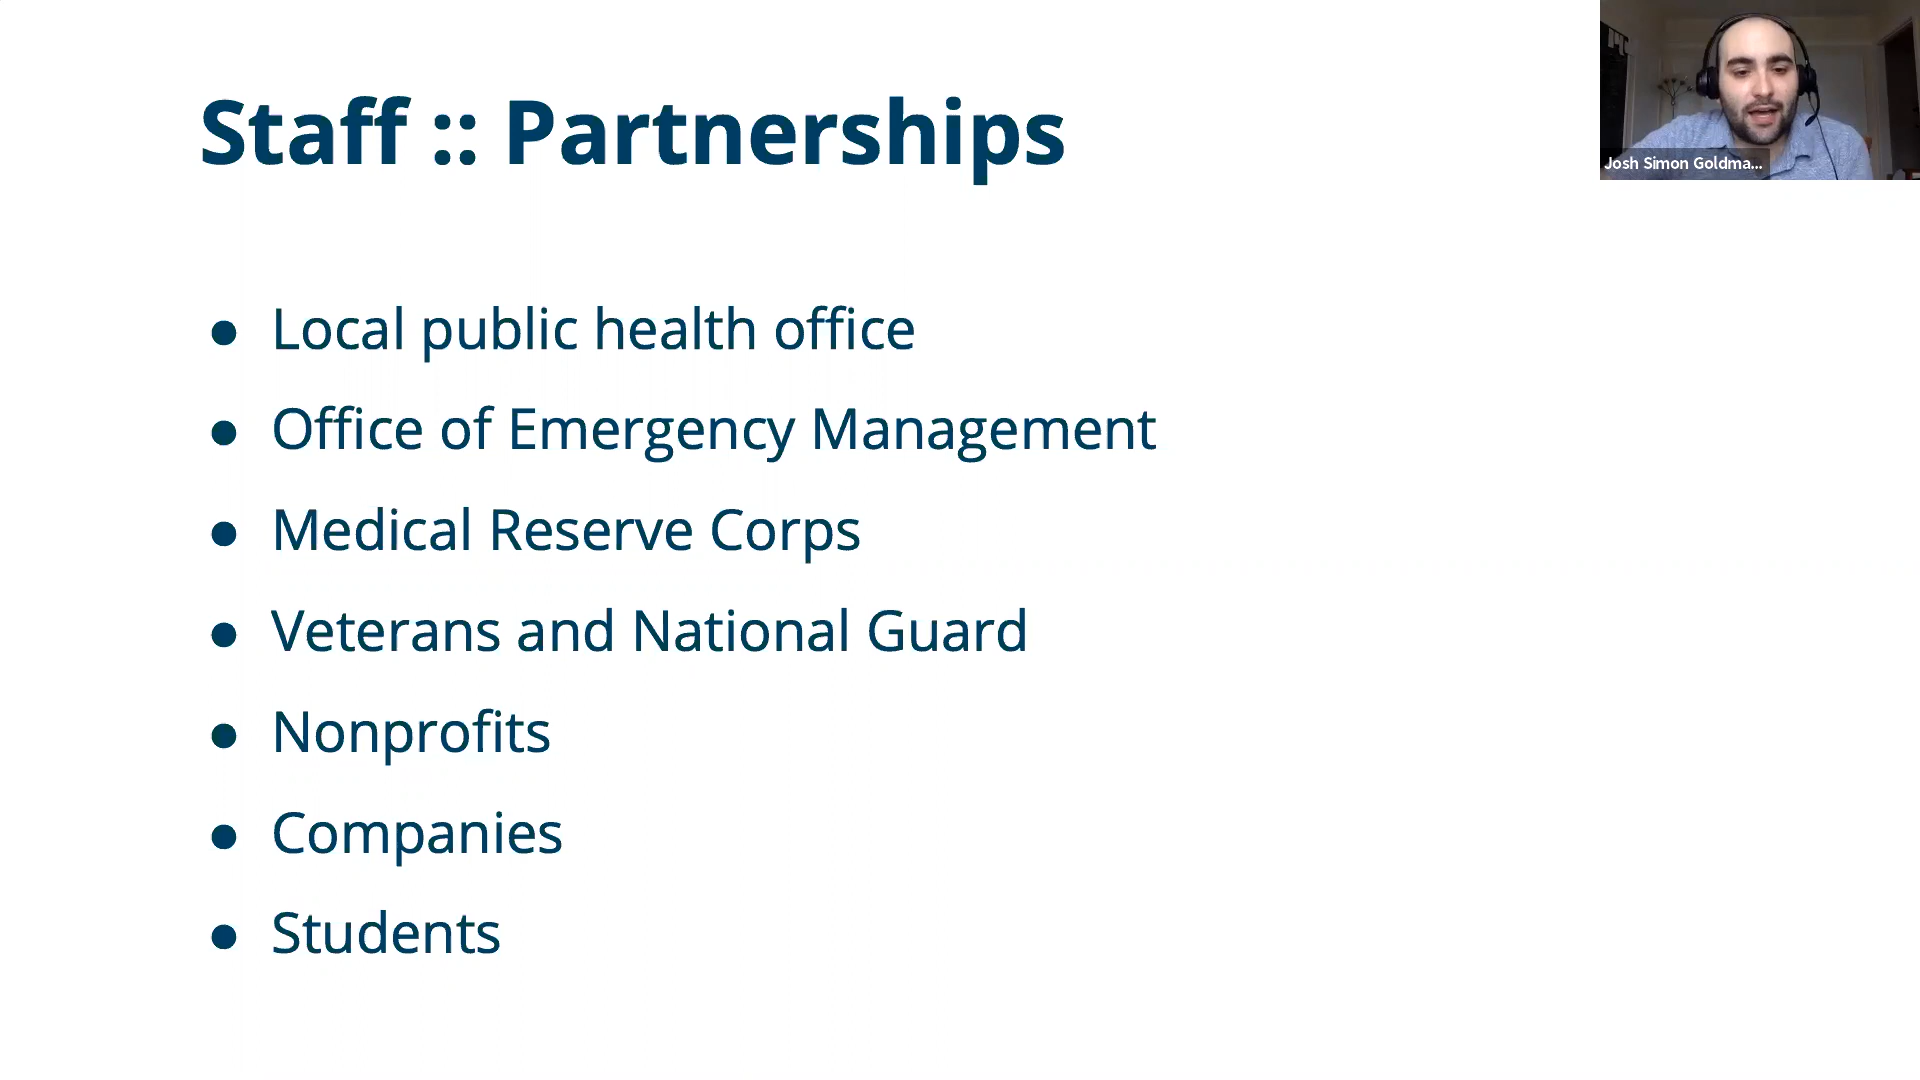 Staff :: Partnerships
Josh Simon Goldma...
● Local public health office
● Office of Emergency Management
● Medical Reserve Corps
● Veterans and National Guard
● Nonprofits
● Companies
● Students